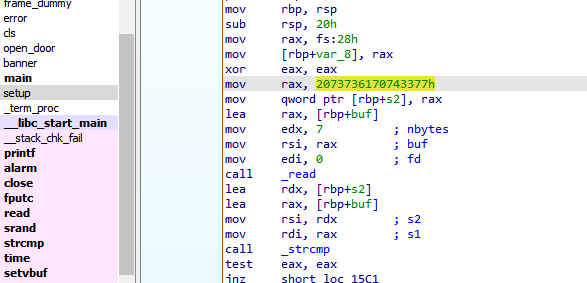 frame_dummy
error
cls
open_door
banner
main
setup
_term_proc
__libc_start_main
__stack_chk_fail
printf
alarm
close
fputc
read
srand
strcmp
time
setvbuf
mov rbp, rsp
sub rsp, 20h
mov rax, fs:28h
mov [rbp+var_8], rax
xor eax, eax
mov rax, 2073736170743377h
mov qword ptr [rbp+s2], rax
lea rax, [rbp+buf]
mov edx, 7 ; nbytes
mov rsi, rax ; buf
mov edi, 0 ; fd
call _read
lea rdx, [rbp+s2]
lea rax, [rbp+buf]
mov rsi, rdx ; s2
mov rdi, rax ; s1
call _strcmp
test eax, eax
jnz short loc_15C1